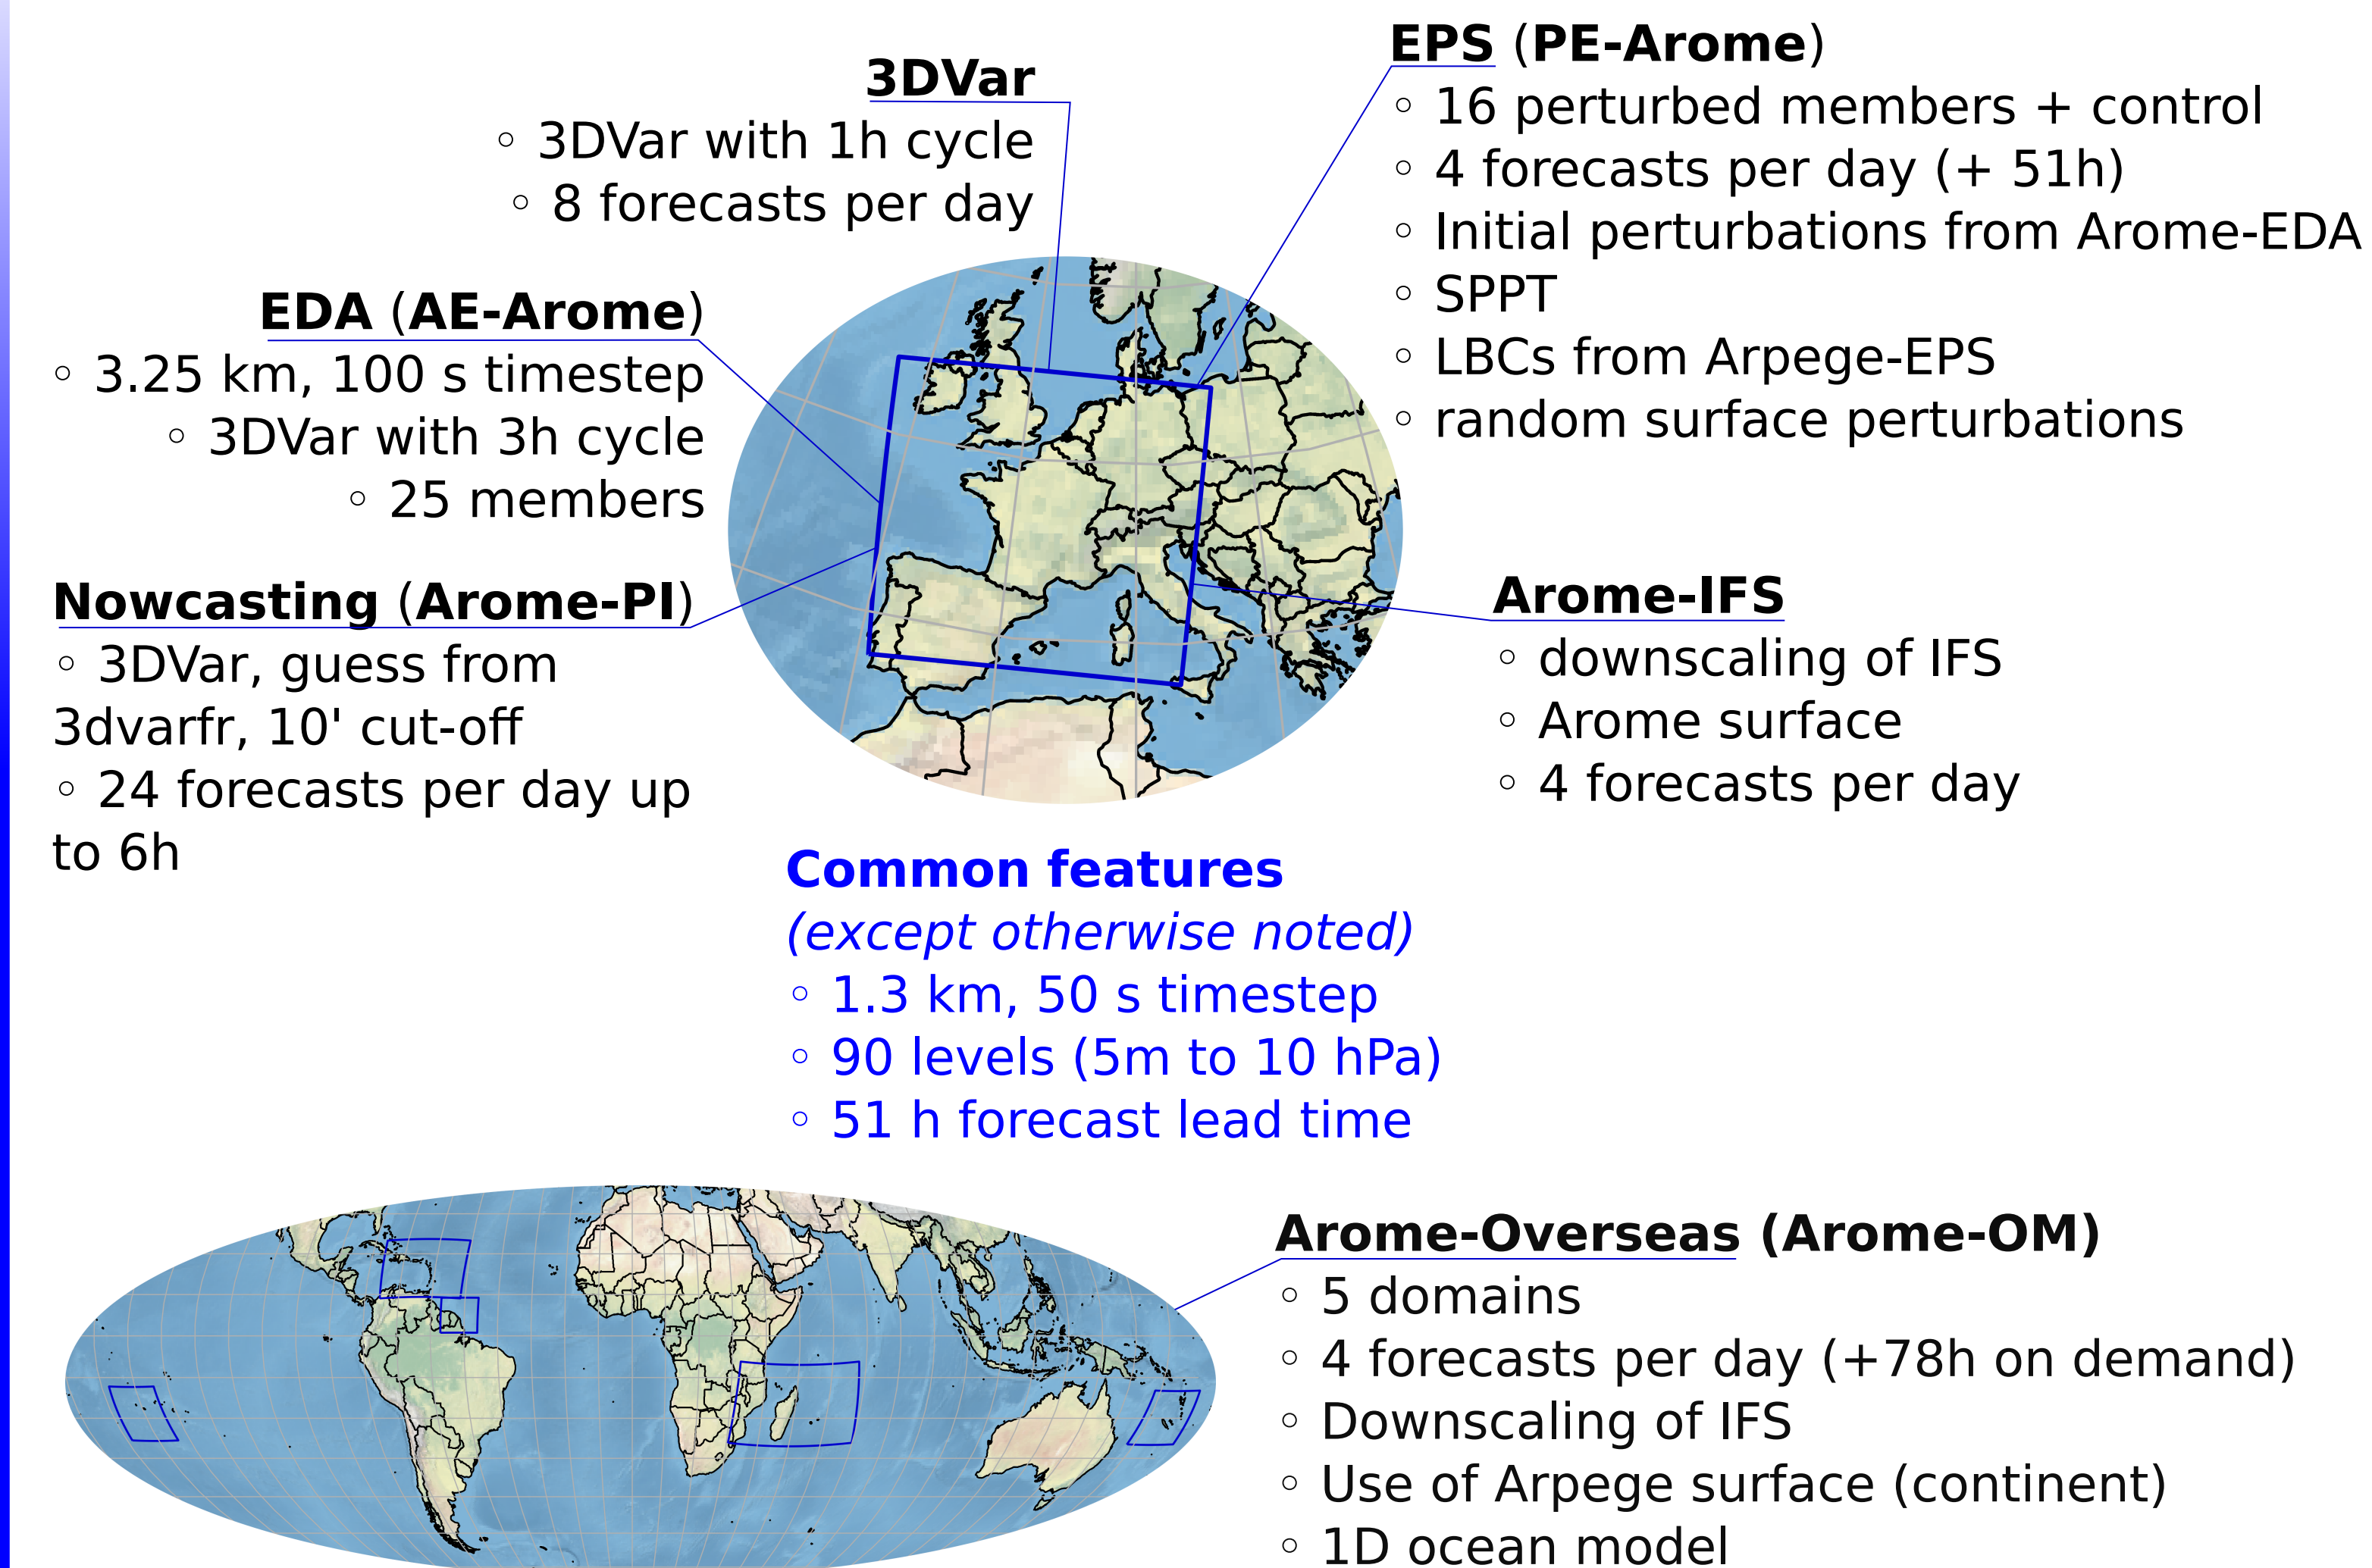 3DVar
◦ 3DVar with 1h cycle
◦ 8 forecasts per day
EPS (PE-Arome)
◦ 16 perturbed members + control
◦ 4 forecasts per day (+ 51h)
◦ Initial perturbations from Arome-EDA
◦ SPPT
◦ LBCs from Arpege-EPS
◦ random surface perturbations
EDA (AE-Arome)
◦ 3.25 km, 100 s timestep
◦ 3DVar with 3h cycle
◦ 25 members
Nowcasting (Arome-PI)
◦ 3DVar, guess from
3dvarfr, 10' cut-off
◦ 24 forecasts per day up
to 6h
Arome-IFS
◦ downscaling of IFS
◦ Arome surface
◦ 4 forecasts per day
Common features
(except otherwise noted)
◦ 1.3 km, 50 s timestep
◦ 90 levels (5m to 10 hPa)
◦ 51 h forecast lead time
Arome-Overseas (Arome-OM)
◦ 5 domains
◦ 4 forecasts per day (+78h on demand)
◦ Downscaling of IFS
◦ Use of Arpege surface (continent)
◦ 1D ocean model